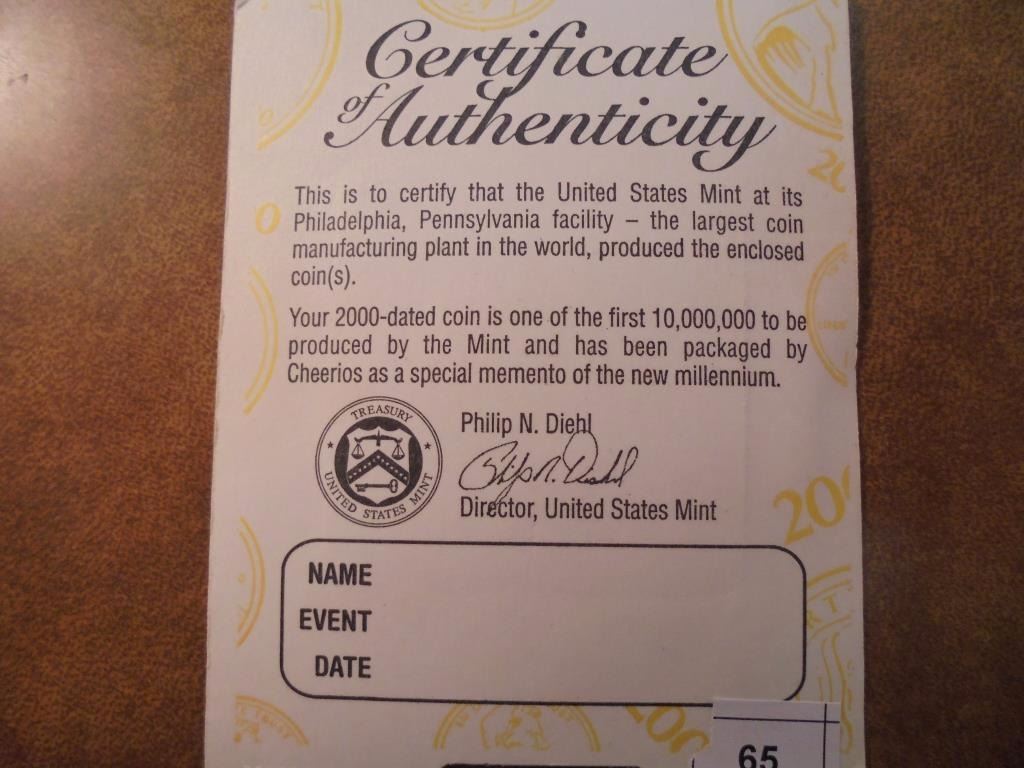 Certificate
of Authenticity
This is to certify that the United States Mint at its
Philadelphia, Pennsylvania facility – the largest coin
manufacturing plant in the world, produced the enclosed
coin(s).
Your 2000-dated coin is one of the first 10,000,000 to be
produced by the Mint and has been packaged by
Cheerios as a special memento of the new millennium.
TREASURY
UNITED STATES MINT
Philip N. Diehl
Philip N. Diehl
Director, United States Mint
NAME
EVENT
DATE
65